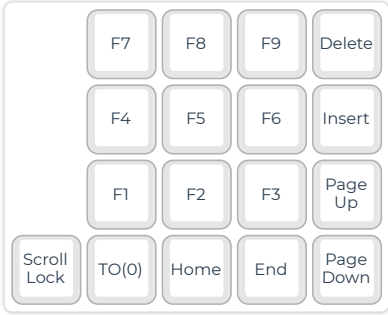 F7 F8 F9 Delete
F4 F5 F6 Insert
F1 F2 F3 Page Up
Scroll Lock TO(0) Home End Page Down